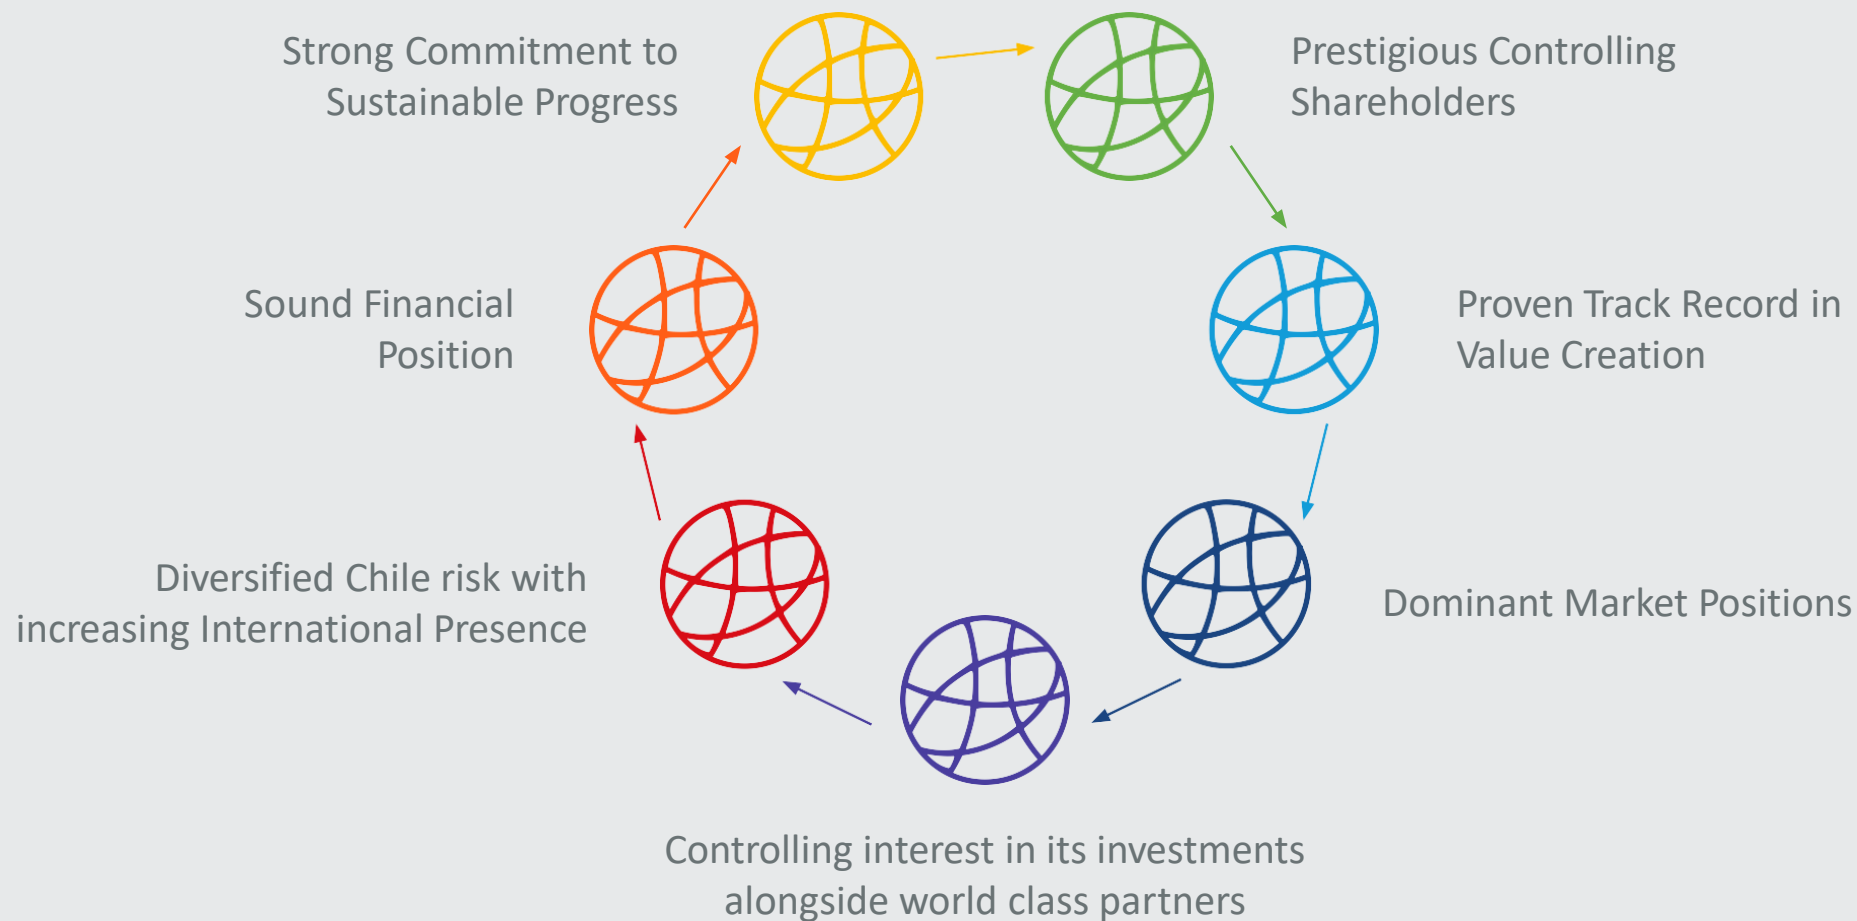 Strong Commitment to
Sustainable Progress
Prestigious Controlling
Shareholders
Sound Financial
Position
Proven Track Record in
Value Creation
Diversified Chile risk with
increasing International Presence
Dominant Market Positions
Controlling interest in its investments
alongside world class partners